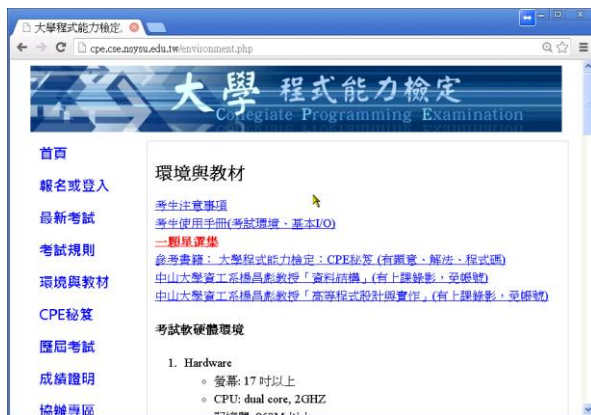 大學程式能力檢定.
cpe.cse.nsysu.edu.tw/environment.php
大學 程式能力檢定
Collegiate Programming Examination
首頁
報名或登入
最新考試
考試規則
環境與教材
CPE秘笈
歷屆考試
成績證明
協辦專區
環境與教材
考生注意事項
考生使用手冊(考試環境、基本I/O)
一顆星選集
參考書籍： 大學程式能力檢定：CPE秘笈 (有題意、解法、程式碼)
中山大學資工系楊昌彪教授「資料結構」(有上課錄影，免帳號)
中山大學資工系楊昌彪教授「高等程式設計與實作」(有上課錄影，免帳號)
考試軟硬體環境
1. Hardware
螢幕: 17 吋以上
CPU: dual core, 2GHZ